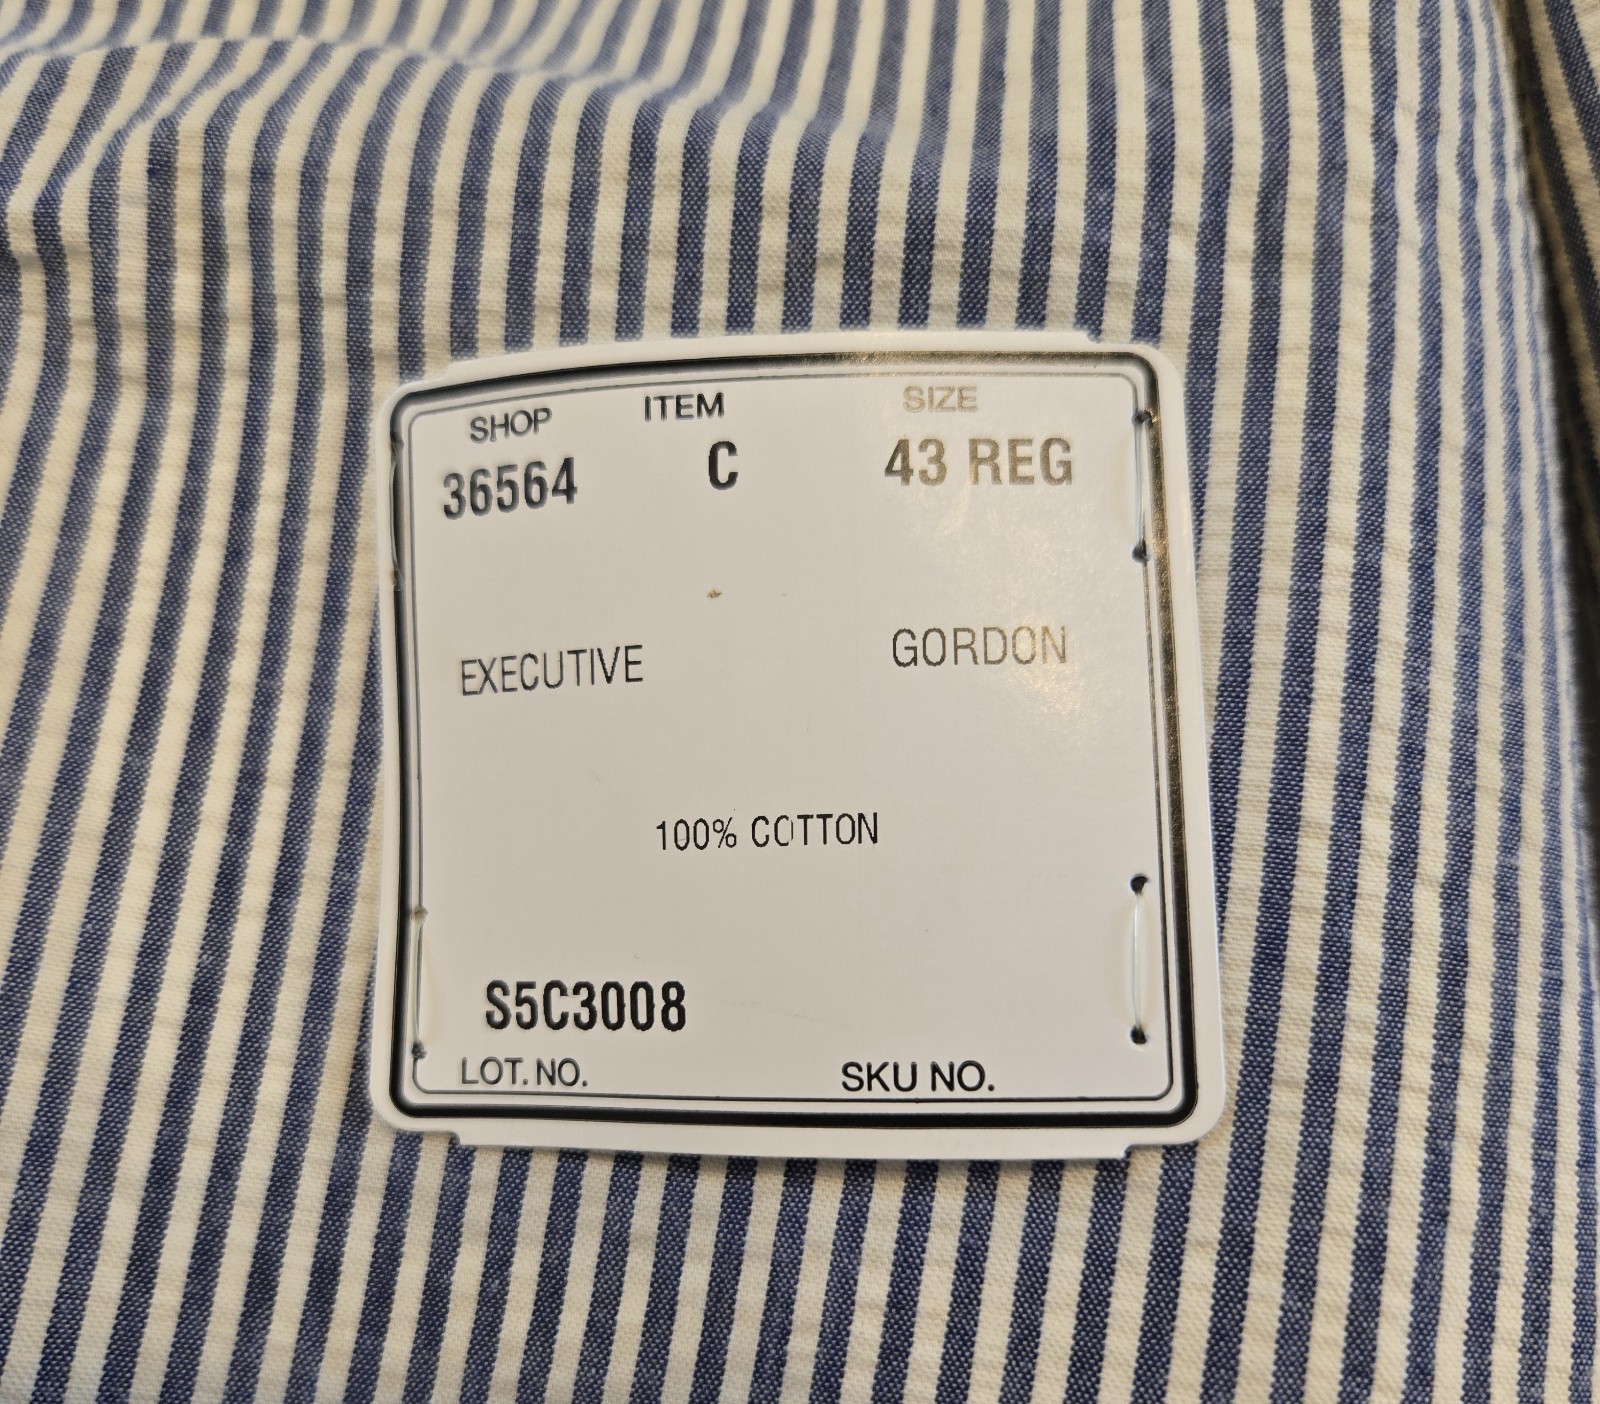 SHOP ITEM SIZE
36564 C 43 REG
EXECUTIVE GORDON
100% COTTON
S5C3008
LOT. NO. SKU NO.